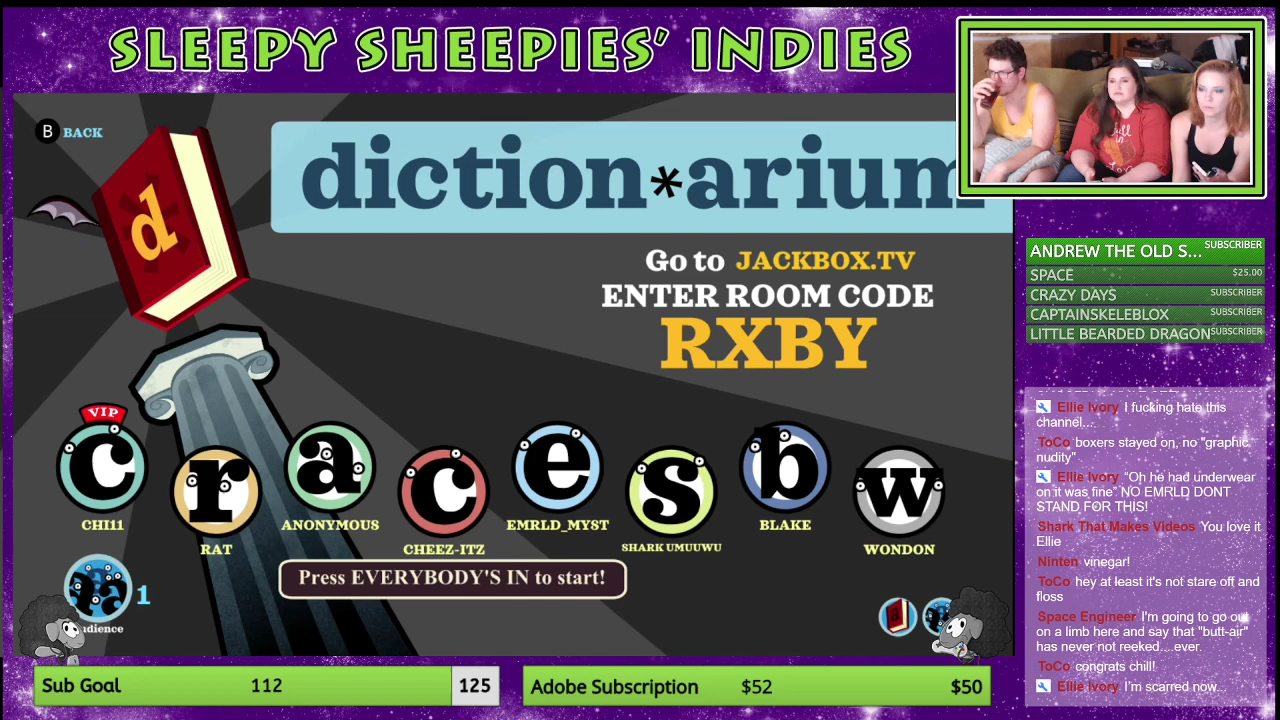 SLEEPY SHEEPIES' INDIES
B BACK
d
diction*arium
Go to JACKBOX.TV
ENTER ROOM CODE
RXBY
VIP
c
r
a
c
e
s
b
w
CHI11
RAT
ANONYMOUS
CHEEZ-ITZ
EMRLD_MYST
SHARK UMUUWU
BLAKE
WONDON
Press EVERYBODY'S IN to start!
1
udience
Sub Goal 112 125
Adobe Subscription $52 $50
ANDREW THE OLD S... SUBSCRIBER
SPACE $25.00
CRAZY DAYS SUBSCRIBER
CAPTAINSKELEBLOX SUBSCRIBER
LITTLE BEARDED DRAGON SUBSCRIBER
Ellie Ivory I fucking hate this
channel...
ToCo boxers stayed on, no "graphic
nudity"
Ellie Ivory "Oh he had underwear
on it was fine" NO EMRLD DONT
STAND FOR THIS!
Shark That Makes Videos You love it
Ellie
Ninten vinegar!
ToCo hey at least it's not stare off and
floss
Space Engineer I'm going to go out
on a limb here and say that "butt-air"
has never not reeked....ever.
ToCo congrats chill!
Ellie Ivory I'm scarred now...